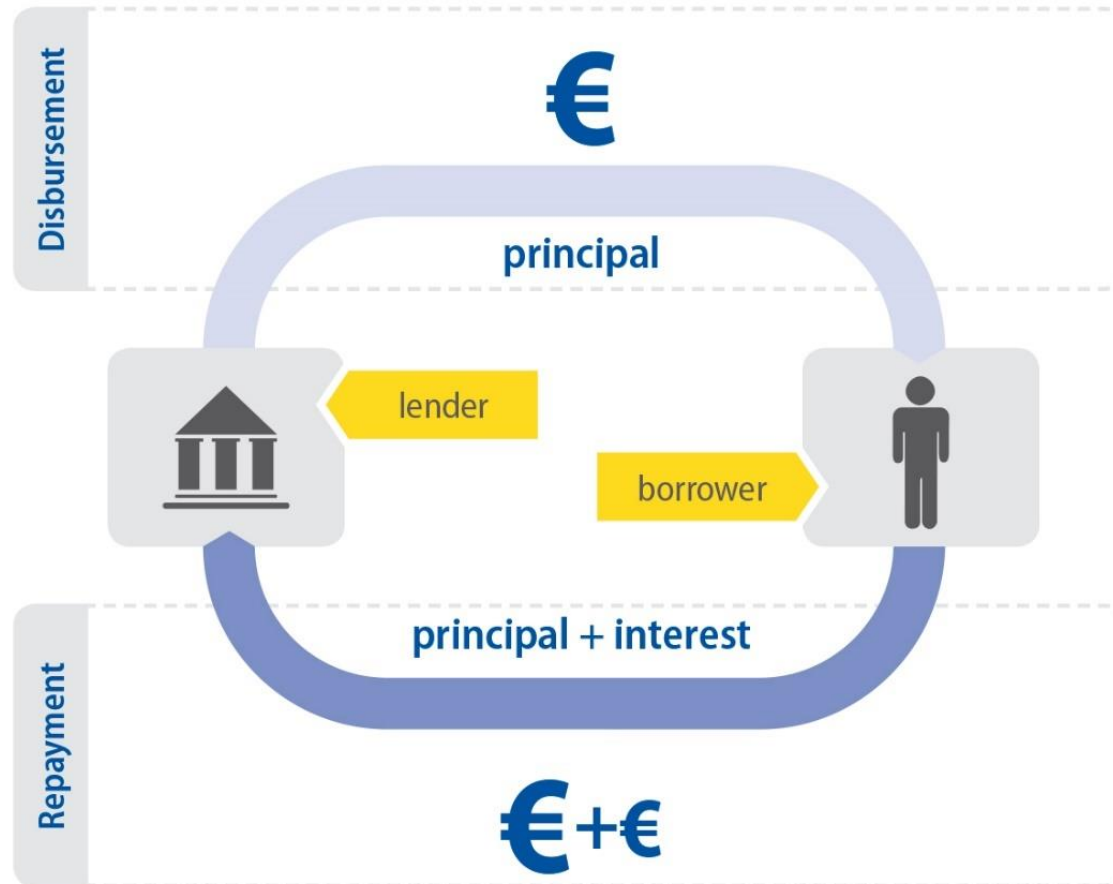 Disbursement
€
principal
lender
borrower
principal + interest
Repayment
€+€